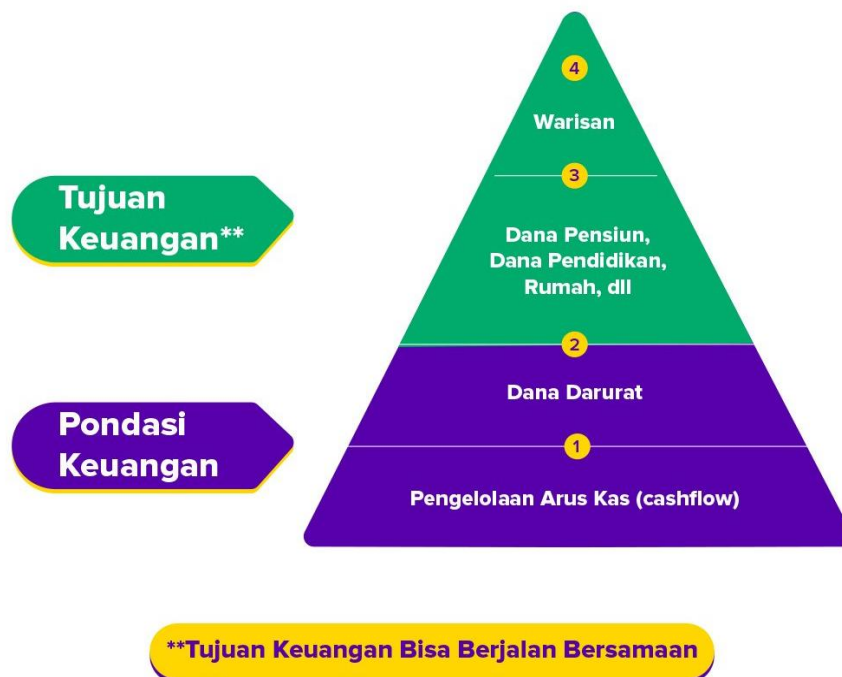 4
Warisan
3
Tujuan
Keuangan**
Dana Pensiun,
Dana Pendidikan,
Rumah, dll
2
Dana Darurat
Pondasi
Keuangan
1
Pengelolaan Arus Kas (cashflow)
**Tujuan Keuangan Bisa Berjalan Bersamaan